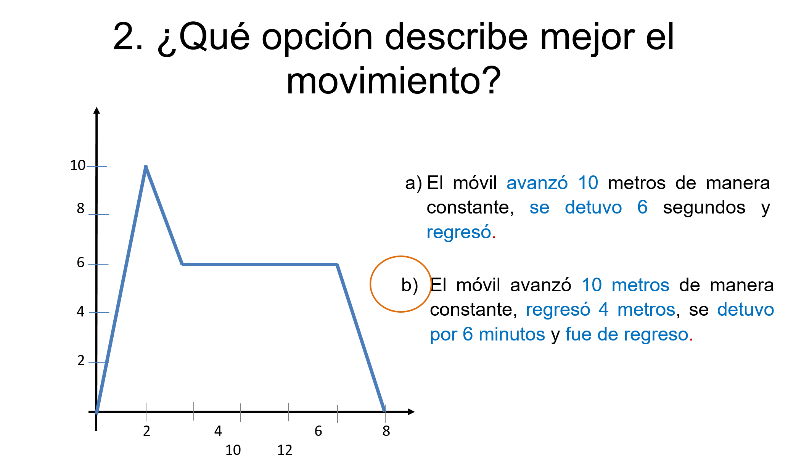 2. ¿Qué opción describe mejor el
movimiento?
10
8
6
4
2
2 4 6 8
10 12
a) El móvil avanzó 10 metros de manera
constante, se detuvo 6 segundos y
regresó.
b) El móvil avanzó 10 metros de manera
constante, regresó 4 metros, se detuvo
por 6 minutos y fue de regreso.